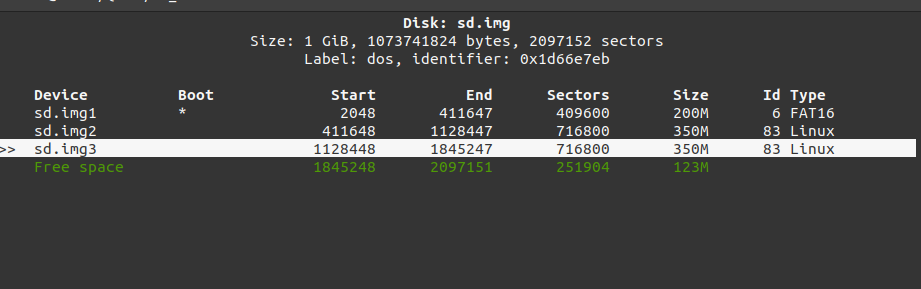 Disk: sd.img
Size: 1 GiB, 1073741824 bytes, 2097152 sectors
Label: dos, identifier: 0x1d66e7eb
Device Boot Start End Sectors Size Id Type
sd.img1 * 2048 411647 409600 200M 6 FAT16
sd.img2 411648 1128447 716800 350M 83 Linux
>> sd.img3 1128448 1845247 716800 350M 83 Linux
Free space 1845248 2097151 251904 123M